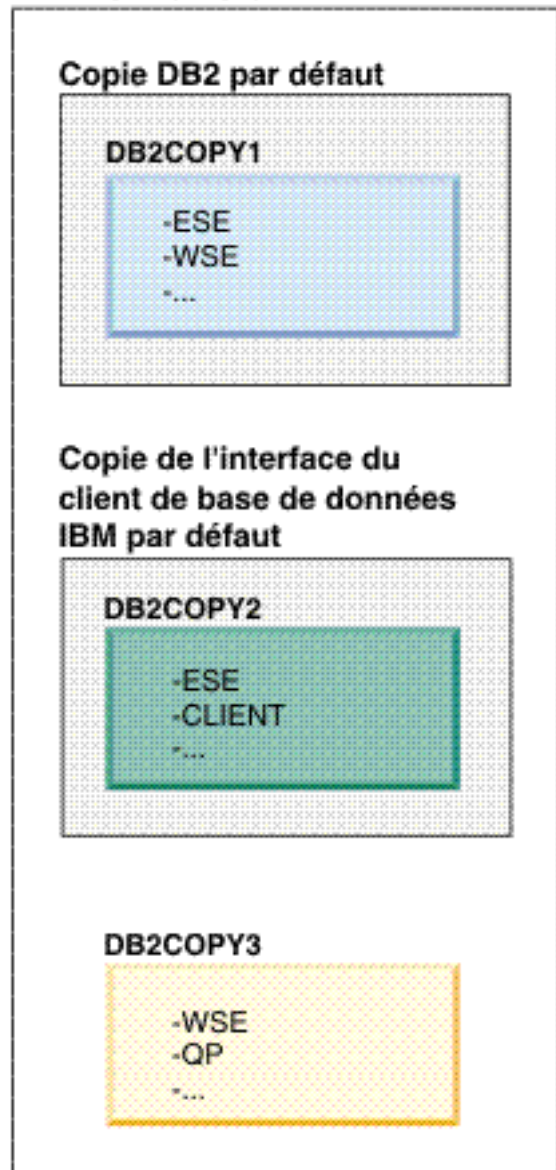 Copie DB2 par défaut
DB2COPY1
-ESE
-WSE
-...
Copie de l'interface du
client de base de données
IBM par défaut
DB2COPY2
-ESE
-CLIENT
-...
DB2COPY3
-WSE
-QP
-...